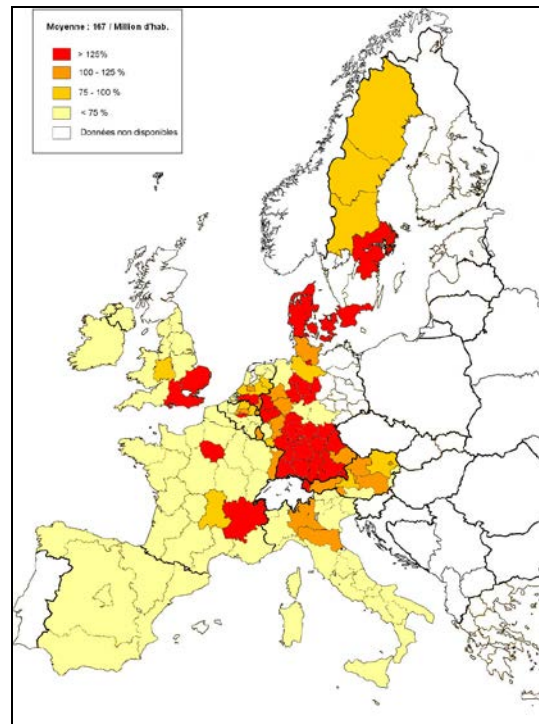 Moyenne : 167 / Million d'hab.
> 125%
100 - 125 %
75 - 100 %
< 75 %
Données non disponibles